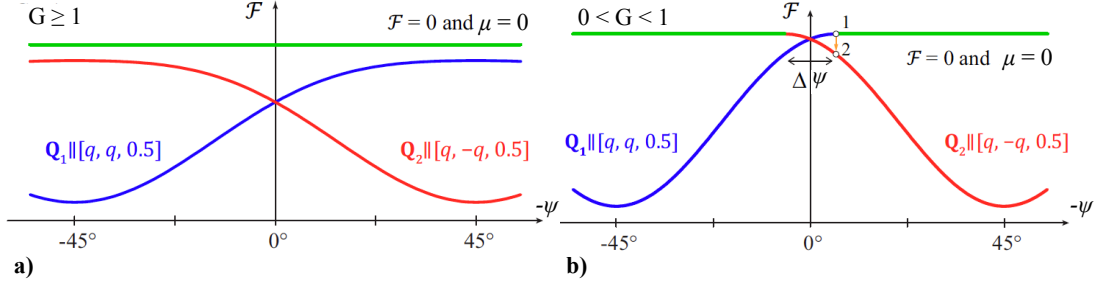 G ≥ 1
ℱ
ℱ = 0 and μ = 0
𝐐₁∥[q, q, 0.5]
𝐐₂∥[q, −q, 0.5]
-ψ
-45°
0°
45°
a)
0 < G < 1
ℱ
1
2
ℱ = 0 and μ = 0
Δ ψ
𝐐₁∥[q, q, 0.5]
𝐐₂∥[q, −q, 0.5]
-ψ
-45°
0°
45°
b)